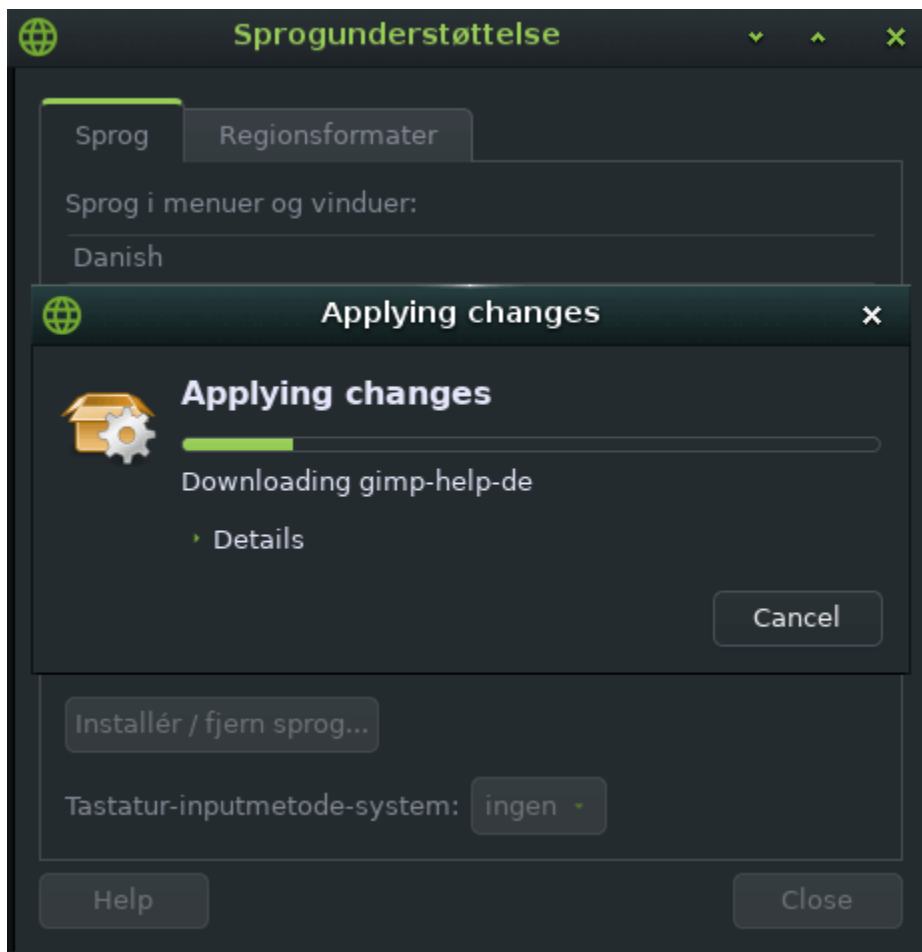 Sprogunderstøttelse
Sprog
Regionsformater
Sprog i menuer og vinduer:
Danish
Applying changes
Applying changes
Downloading gimp-help-de
Details
Cancel
Installér / fjern sprog...
Tastatur-inputmetode-system: ingen
Help
Close